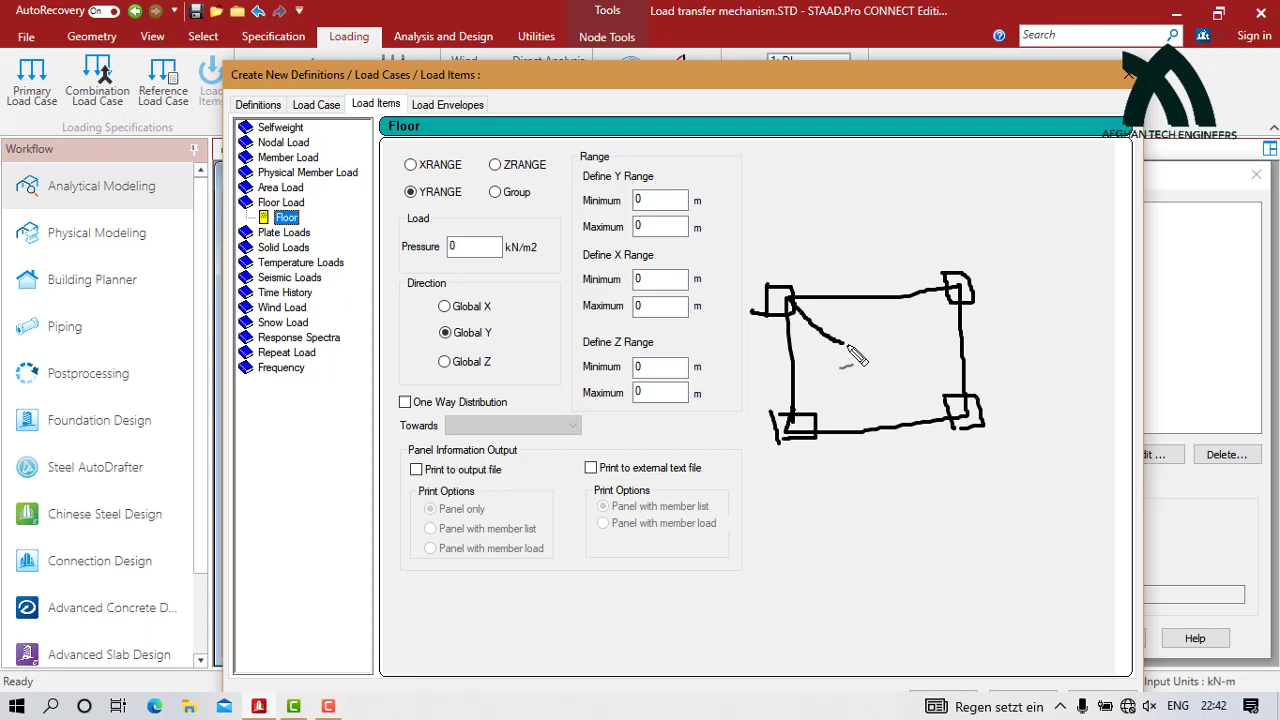 AutoRecovery OFF
Tools
Load transfer mechanism.STD - STAAD.Pro CONNECT Editi...
File
Geometry
View
Select
Specification
Loading
Analysis and Design
Utilities
Node Tools
Search
Sign in
Primary Load Case
Combination Load Case
Reference Load Case
Load Items
Loading Specifications
AFGHAN TECH ENGINEERS
Create New Definitions / Load Cases / Load Items :
Definitions
Load Case
Load Items
Load Envelopes
Workflow
Analytical Modeling
Physical Modeling
Building Planner
Piping
Postprocessing
Steel AutoDrafter
Chinese Steel Design
Connection Design
Advanced Concrete D...
Advanced Slab Design
Selfweight
Nodal Load
Member Load
Physical Member Load
Area Load
Floor Load
Floor
Plate Loads
Solid Loads
Temperature Loads
Seismic Loads
Time History
Wind Load
Snow Load
Response Spectra
Repeat Load
Frequency
Floor
XRANGE
ZRANGE
YRANGE
Group
Load
Pressure 0 kN/m2
Direction
Global X
Global Y
Global Z
One Way Distribution
Towards
Range
Define Y Range
Minimum 0 m
Maximum 0 m
Define X Range
Minimum 0 m
Maximum 0 m
Define Z Range
Minimum 0 m
Maximum 0 m
Panel Information Output
Print to output file
Print Options
Panel only
Panel with member list
Panel with member load
Print to external text file
Print Options
Panel with member list
Panel with member load
Delete...
Help
Ready
Input Units : kN-m
Regen setzt ein
ENG
22:42